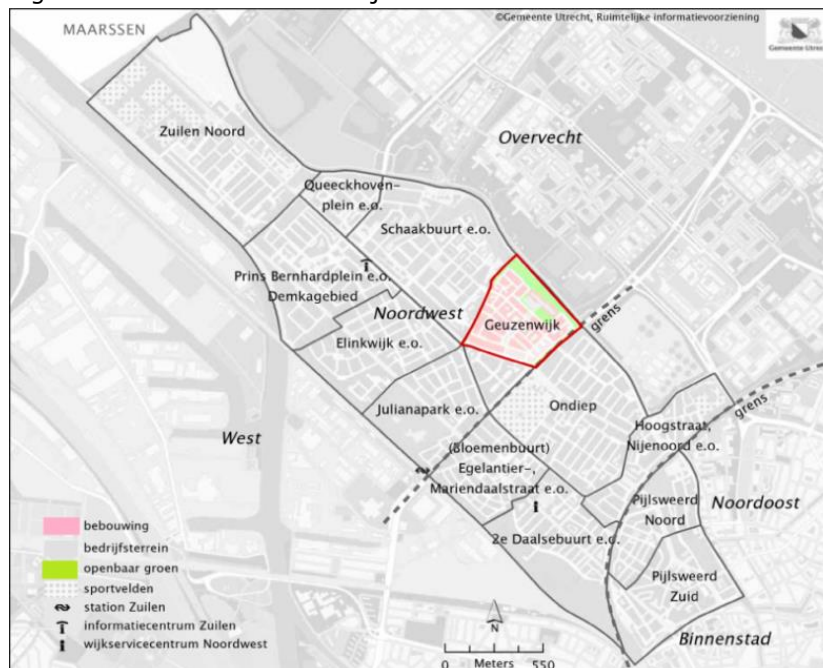 ©Gemeente Utrecht, Ruimtelijke informatievoorziening
MAARSSEN
Overvecht
Zuilen Noord
Queeckhoven-
plein e.o.
Schaakbuurt e.o.
Prins Bernhardplein e.o.
Demkagebied
Noordwest
Geuzenwijk
grens
Elinkwijk e.o.
Julianapark e.o.
Ondiep
grens
Hoogstraat,
Nijenoord e.o.
West
(Bloemenbuurt)
Egelantier-,
Mariendaalstraat e.o.
Pijlsweerd
Noord
Noordoost
2e Daalsebuurt e.o.
Pijlsweerd
Zuid
Binnenstad
bebouwing
bedrijfsterrein
openbaar groen
sportvelden
station Zuilen
informatiecentrum Zuilen
wijkservicecentrum Noordwest
N
0 Meters 550